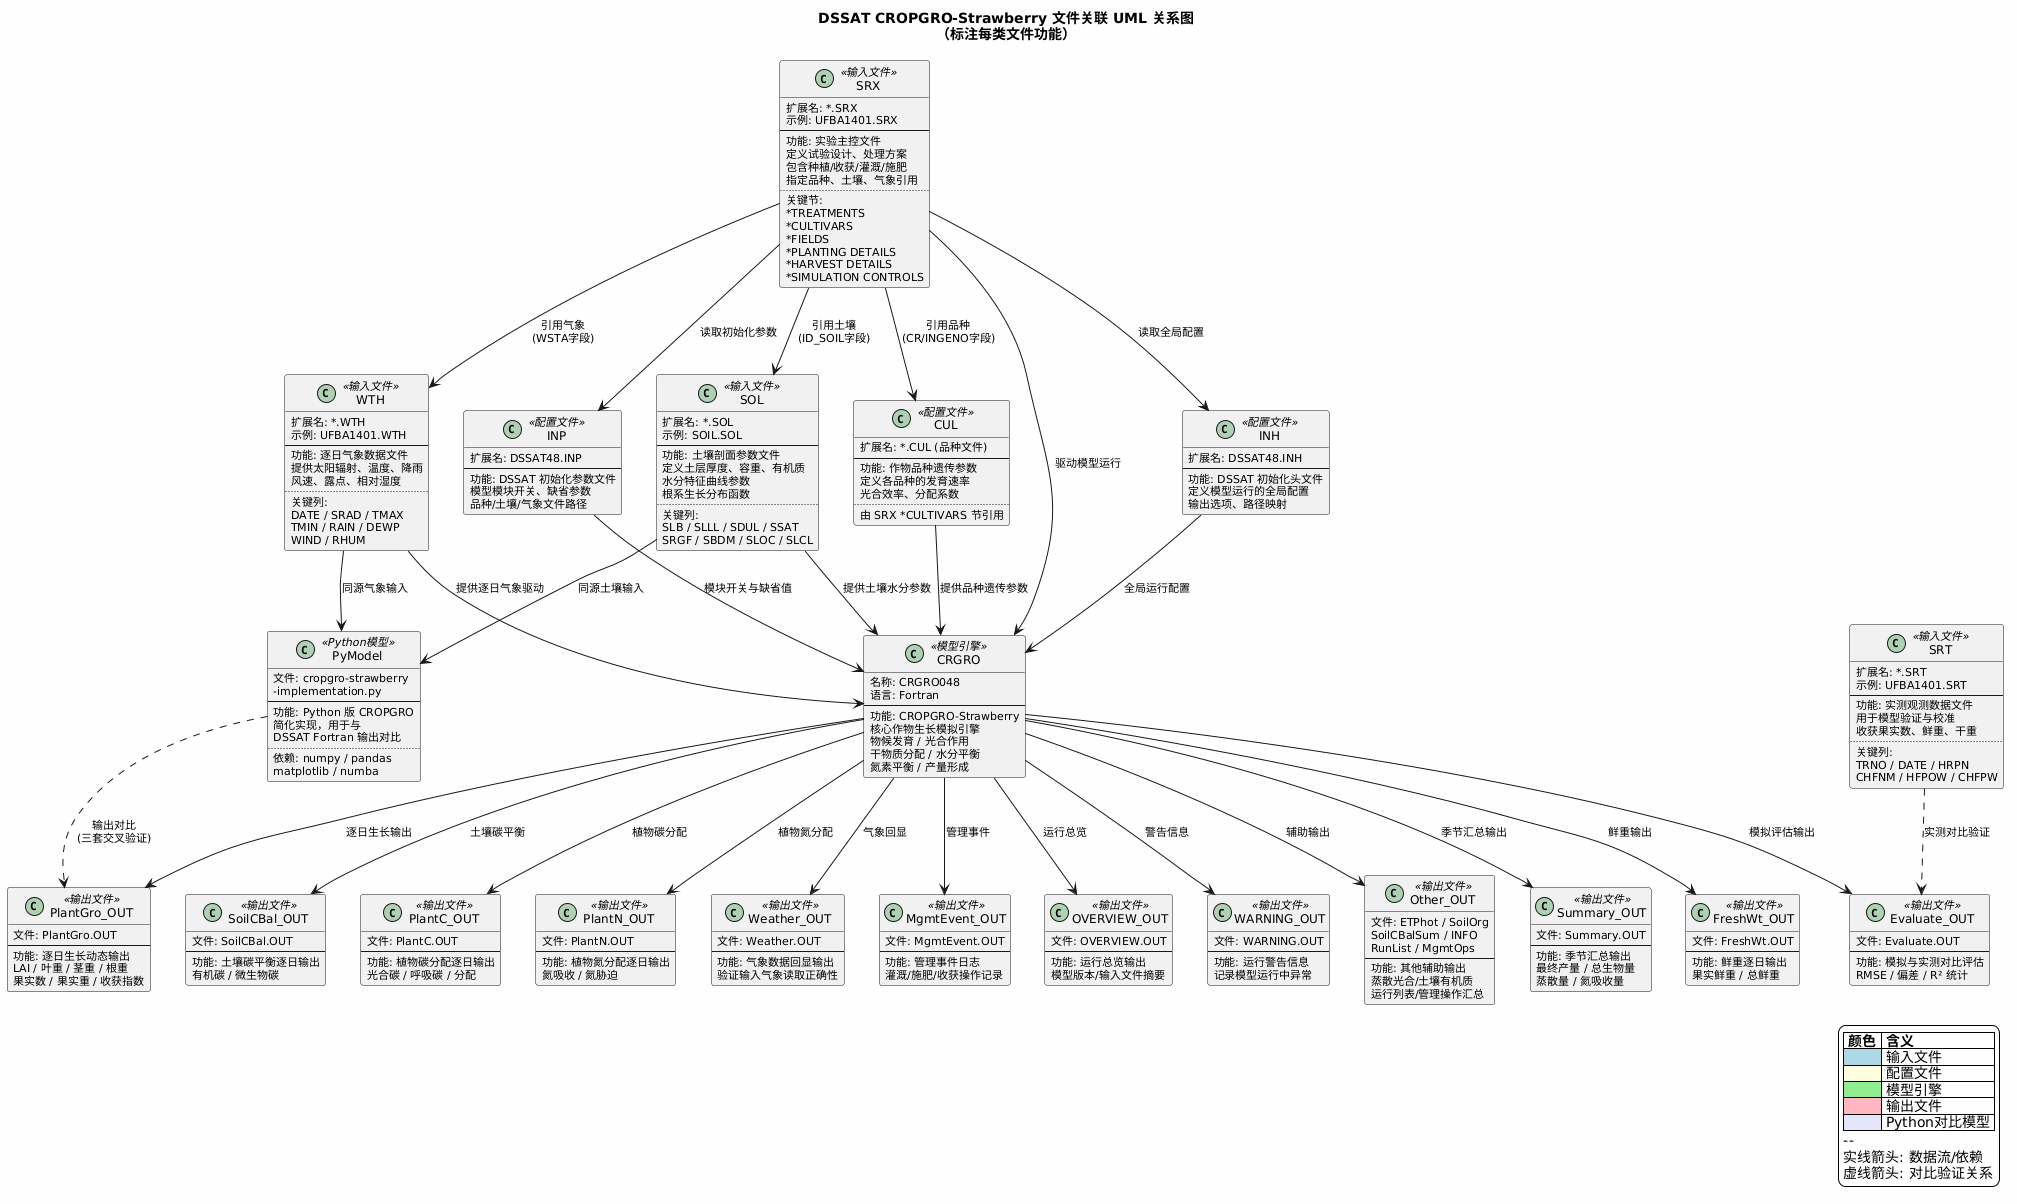 DSSAT CROPGRO-Strawberry 文件关联 UML 关系图
（标注每类文件功能）
C
«输入文件»
SRX
扩展名: *.SRX
示例: UFBA1401.SRX
功能: 实验主控文件
定义试验设计、处理方案
包含种植/收获/灌溉/施肥
指定品种、土壤、气象引用
关键节:
*TREATMENTS
*CULTIVARS
*FIELDS
*PLANTING DETAILS
*HARVEST DETAILS
*SIMULATION CONTROLS
引用气象
(WSTA字段)
读取初始化参数
引用土壤
(ID_SOIL字段)
引用品种
(CR/INGENO字段)
读取全局配置
驱动模型运行
C
«输入文件»
WTH
扩展名: *.WTH
示例: UFBA1401.WTH
功能: 逐日气象数据文件
提供太阳辐射、温度、降雨
风速、露点、相对湿度
关键列:
DATE / SRAD / TMAX
TMIN / RAIN / DEWP
WIND / RHUM
C
«配置文件»
INP
扩展名: DSSAT48.INP
功能: DSSAT 初始化参数文件
模型模块开关、缺省参数
品种/土壤/气象文件路径
C
«输入文件»
SOL
扩展名: *.SOL
示例: SOIL.SOL
功能: 土壤剖面参数文件
定义土层厚度、容重、有机质
水分特征曲线参数
根系生长分布函数
关键列:
SLB / SLLL / SDUL / SSAT
SRGF / SBDM / SLOC / SLCL
C
«配置文件»
CUL
扩展名: *.CUL (品种文件)
功能: 作物品种遗传参数
定义各品种的发育速率
光合效率、分配系数
由 SRX *CULTIVARS 节引用
C
«配置文件»
INH
扩展名: DSSAT48.INH
功能: DSSAT 初始化头文件
定义模型运行的全局配置
输出选项、路径映射
同源气象输入
提供逐日气象驱动
同源土壤输入
模块开关与缺省值
提供土壤水分参数
提供品种遗传参数
全局运行配置
C
«Python模型»
PyModel
文件: cropgro-strawberry
-implementation.py
功能: Python 版 CROPGRO
简化实现，用于与
DSSAT Fortran 输出对比
依赖: numpy / pandas
matplotlib / numba
C
«模型引擎»
CRGRO
名称: CRGRO048
语言: Fortran
功能: CROPGRO-Strawberry
核心作物生长模拟引擎
物候发育 / 光合作用
干物质分配 / 水分平衡
氮素平衡 / 产量形成
C
«输入文件»
SRT
扩展名: *.SRT
示例: UFBA1401.SRT
功能: 实测观测数据文件
用于模型验证与校准
收获果实数、鲜重、干重
关键列:
TRNO / DATE / HRPN
CHFNM / HFPOW / CHFPW
输出对比
(三套交叉验证)
逐日生长输出
土壤碳平衡
植物碳分配
植物氮分配
气象回显
管理事件
运行总览
警告信息
辅助输出
季节汇总输出
鲜重输出
模拟评估输出
实测对比验证
C
«输出文件»
PlantGro_OUT
文件: PlantGro.OUT
功能: 逐日生长动态输出
LAI / 叶重 / 茎重 / 根重
果实数 / 果实重 / 收获指数
C
«输出文件»
SoilCBal_OUT
文件: SoilCBal.OUT
功能: 土壤碳平衡逐日输出
有机碳 / 微生物碳
C
«输出文件»
PlantC_OUT
文件: PlantC.OUT
功能: 植物碳分配逐日输出
光合碳 / 呼吸碳 / 分配
C
«输出文件»
PlantN_OUT
文件: PlantN.OUT
功能: 植物氮分配逐日输出
氮吸收 / 氮胁迫
C
«输出文件»
Weather_OUT
文件: Weather.OUT
功能: 气象数据回显输出
验证输入气象读取正确性
C
«输出文件»
MgmtEvent_OUT
文件: MgmtEvent.OUT
功能: 管理事件日志
灌溉/施肥/收获操作记录
C
«输出文件»
OVERVIEW_OUT
文件: OVERVIEW.OUT
功能: 运行总览输出
模型版本/输入文件摘要
C
«输出文件»
WARNING_OUT
文件: WARNING.OUT
功能: 运行警告信息
记录模型运行中异常
C
«输出文件»
Other_OUT
文件: ETPhot / SoilOrg
SoilCBalSum / INFO
RunList / MgmtOps
功能: 其他辅助输出
蒸散光合/土壤有机质
运行列表/管理操作汇总
C
«输出文件»
Summary_OUT
文件: Summary.OUT
功能: 季节汇总输出
最终产量 / 总生物量
蒸散量 / 氮吸收量
C
«输出文件»
FreshWt_OUT
文件: FreshWt.OUT
功能: 鲜重逐日输出
果实鲜重 / 总鲜重
C
«输出文件»
Evaluate_OUT
文件: Evaluate.OUT
功能: 模拟与实测对比评估
RMSE / 偏差 / R² 统计
颜色 含义
输入文件
配置文件
模型引擎
输出文件
Python对比模型
--
实线箭头: 数据流/依赖
虚线箭头: 对比验证关系